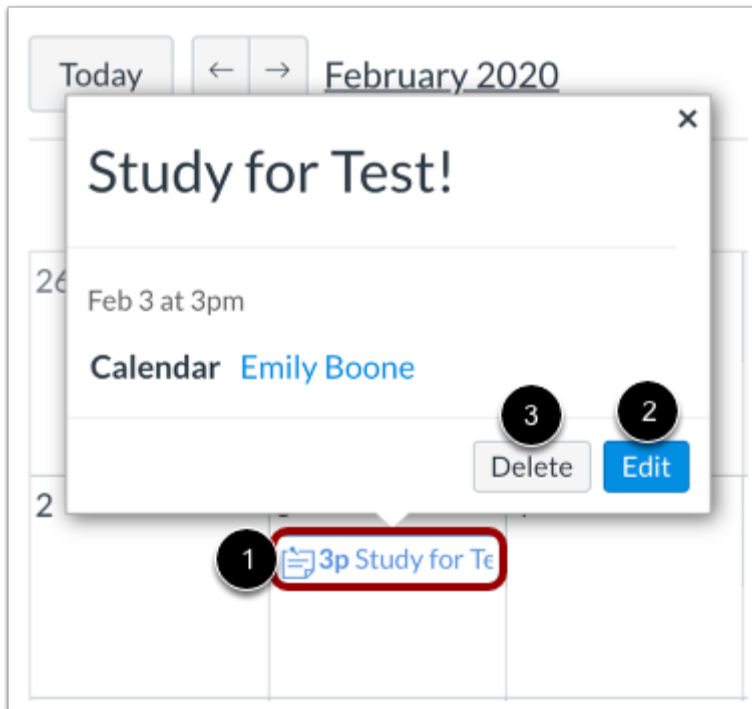 Today ← → February 2020
×
Study for Test!
26
Feb 3 at 3pm
Calendar Emily Boone
3 2
Delete Edit
2
1 3p Study for Te